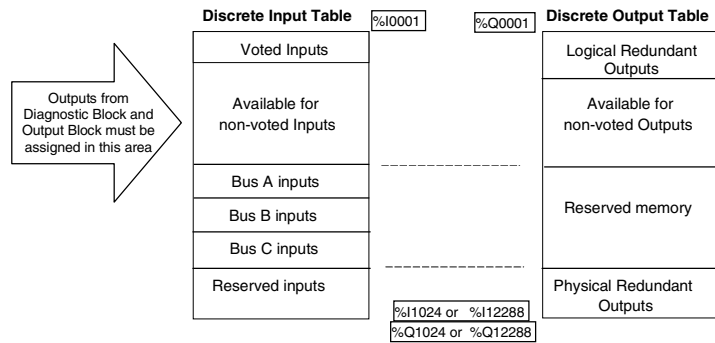 Discrete Input Table
%I0001
%Q0001
Discrete Output Table
Voted Inputs
Logical Redundant
Outputs
Outputs from
Diagnostic Block and
Output Block must be
assigned in this area
Available for
non-voted Inputs
Available for
non-voted Outputs
Bus A inputs
Bus B inputs
Bus C inputs
Reserved memory
Reserved inputs
Physical Redundant
Outputs
%I1024 or %I12288
%Q1024 or %Q12288